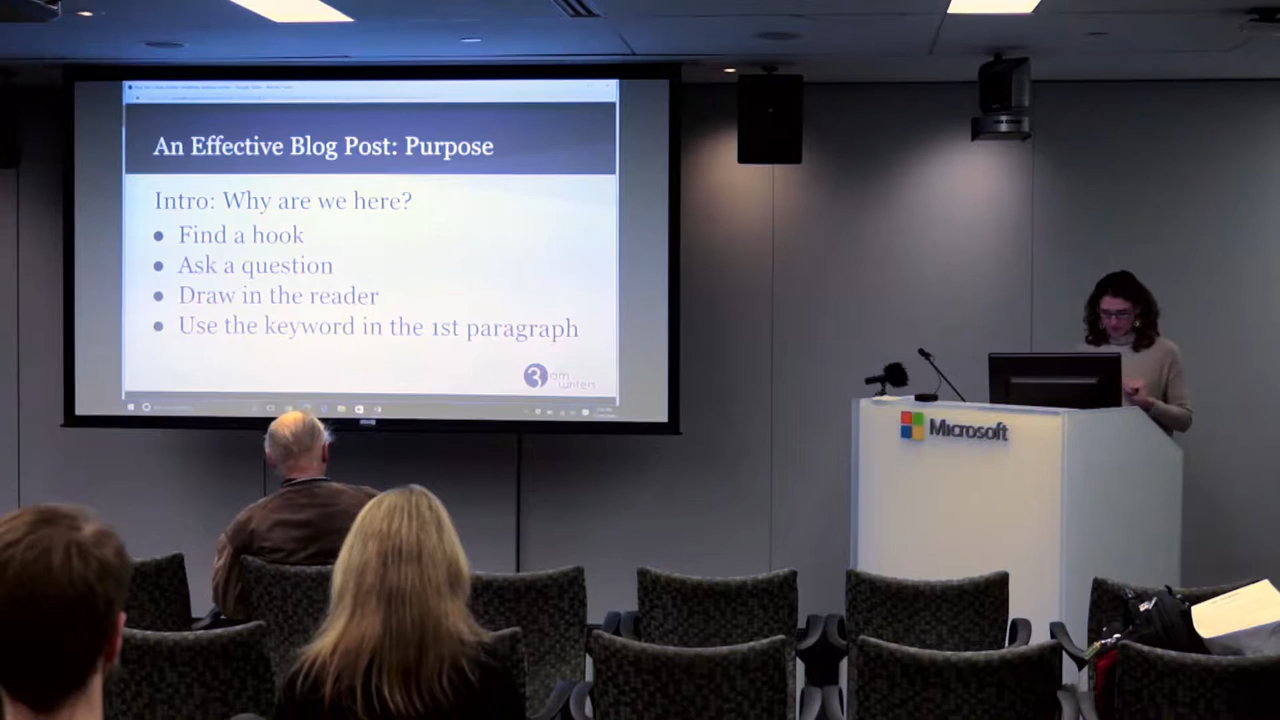 An Effective Blog Post: Purpose
Intro: Why are we here?
● Find a hook
● Ask a question
● Draw in the reader
● Use the keyword in the 1st paragraph
3 am
writers
Microsoft